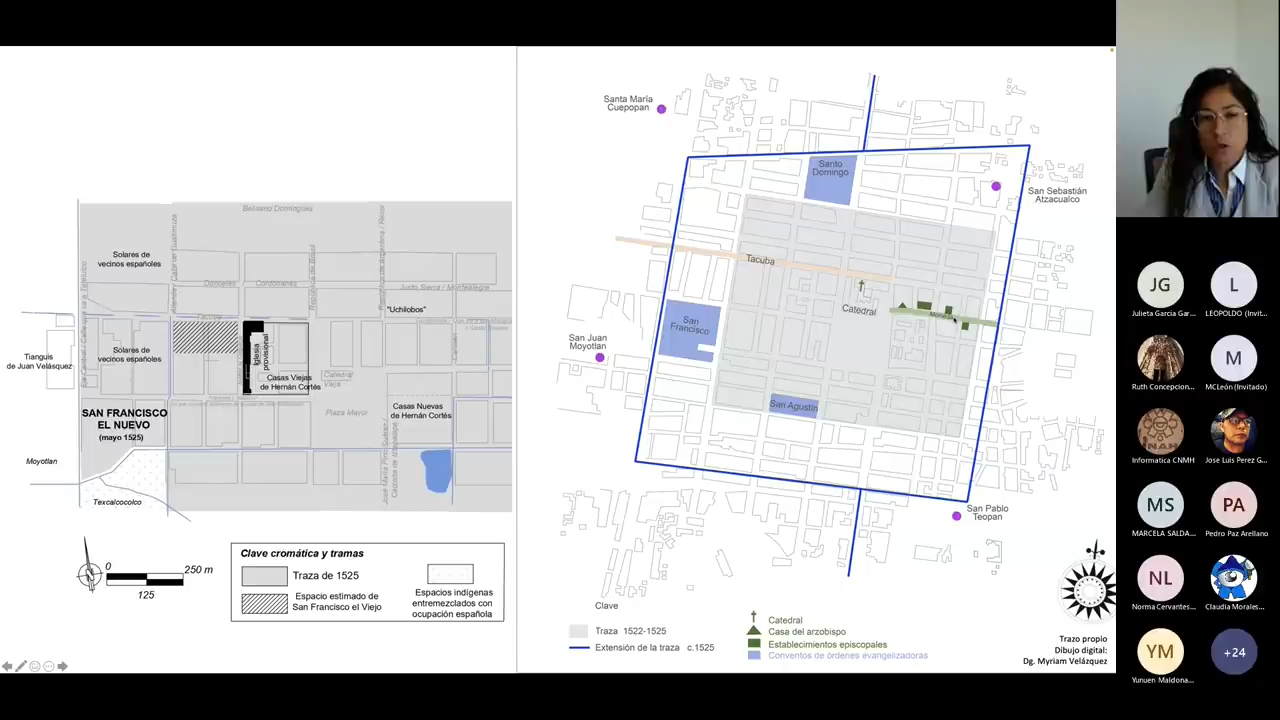 Belisario Domínguez
Solares de
vecinos españoles
Donceles
Justo Sierra / Montealegre
"Uchilobos"
Tianguis
de Juan Velásquez
Solares de
vecinos españoles
Iglesia
provisional
Casas Viejas
de Hernán Cortés
Catedral
Vieja
SAN FRANCISCO
EL NUEVO
(mayo 1525)
Plaza Mayor
Casas Nuevas
de Hernán Cortés
Moyotlan
Texcalcocolco
0
250 m
125
Clave cromática y tramas
Traza de 1525
Espacio estimado de
San Francisco el Viejo
Espacios indígenas
entremezclados con
ocupación española
Santa María
Cuepopan
Santo
Domingo
San Sebastián
Atzacualco
Tacuba
Catedral
San
Francisco
San Juan
Moyotlan
San Agustín
San Pablo
Teopan
Clave
Traza 1522-1525
Extensión de la traza c.1525
Catedral
Casa del arzobispo
Establecimientos episcopales
Conventos de órdenes evangelizadoras
Trazo propio
Dibujo digital:
Dg. Myriam Velázquez
JG
Julieta Garcia Gar...
L
LEOPOLDO (Invit...
Ruth Concepcion...
M
MCLeón (Invitado)
INAH
Informatica CNMH
Jose Luis Perez G...
MS
MARCELA SALDA...
PA
Pedro Paz Arellano
NL
Norma Cervantes...
Claudia Morales...
YM
Yunuen Maldona...
+24